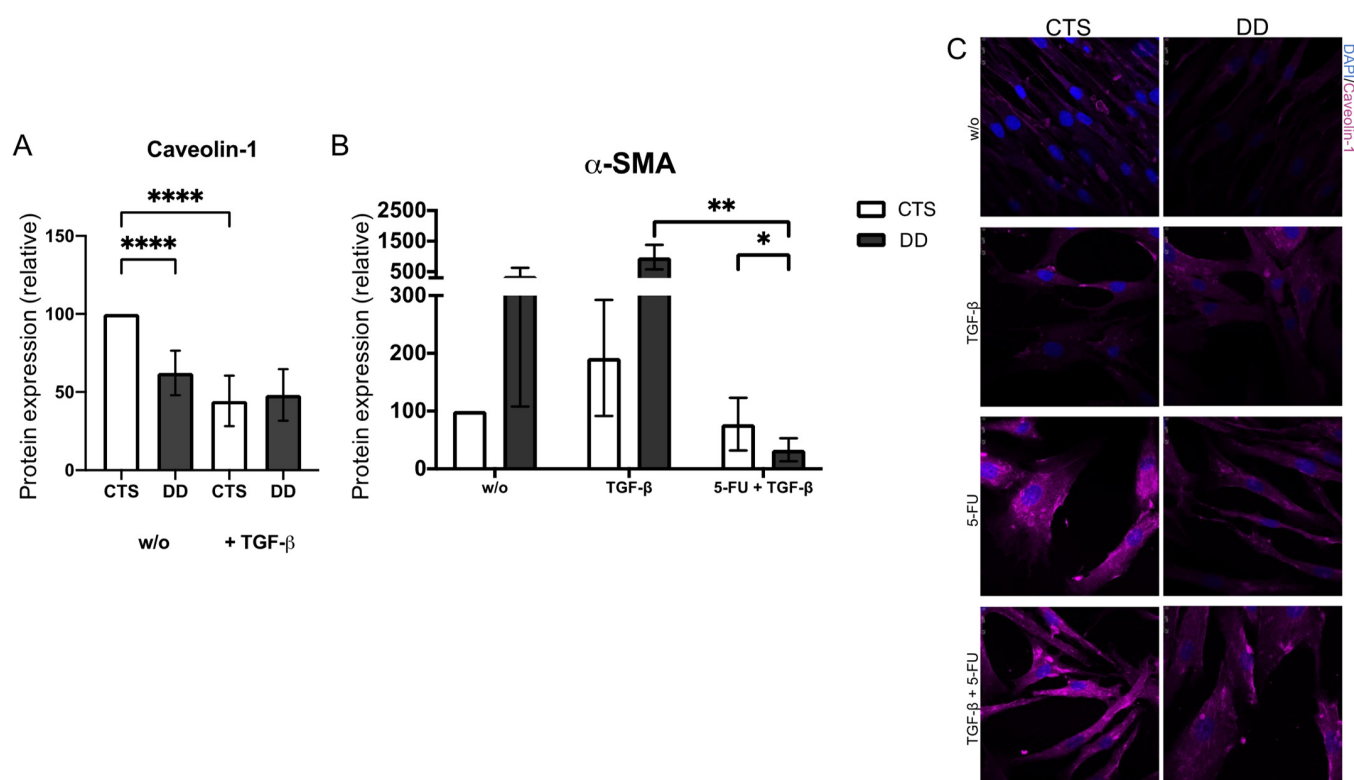 A
Caveolin-1
****
****
Protein expression (relative)
150
100
50
0
CTS DD CTS DD
w/o + TGF-β
B
α-SMA
**
*
Protein expression (relative)
2500
1500
500
300
200
100
0
w/o TGF-β 5-FU + TGF-β
CTS
DD
C
CTS DD
DAPI/Caveolin-1
w/o
TGF-β
5-FU
TGF-β + 5-FU